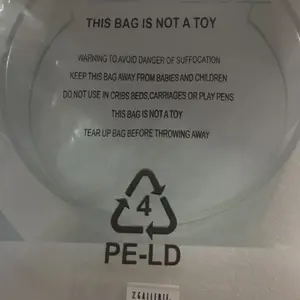 THIS BAG IS NOT A TOY
WARNING TO AVOID DANGER OF SUFFOCATION
KEEP THIS BAG AWAY FROM BABIES AND CHILDREN
DO NOT USE IN CRIBS BEDS,CARRIAGES OR PLAY PENS
THIS BAG IS NOT A TOY
TEAR UP BAG BEFORE THROWING AWAY
4
PE-LD
Z GALLERIE